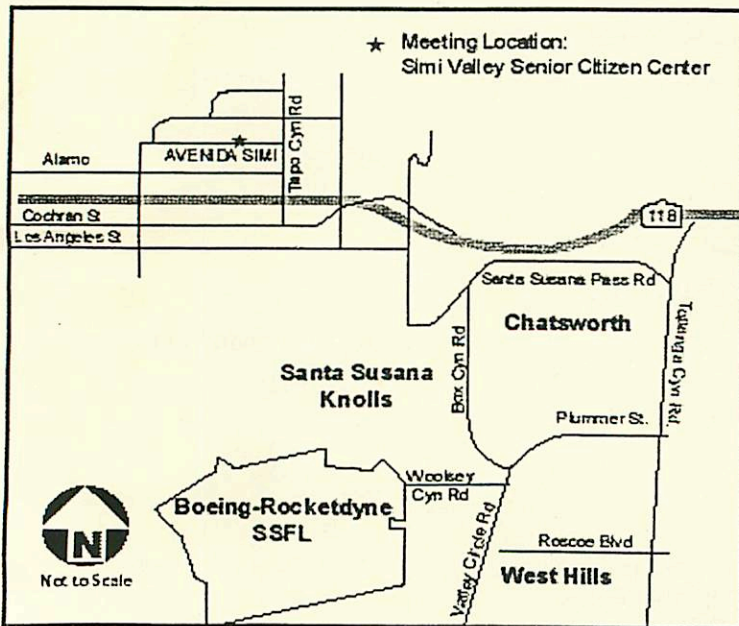 ★ Meeting Location:
Simi Valley Senior Citizen Center
Tapo Cyn Rd
AVENIDA SIMI
Alamo
118
Cochran St
Los Angeles St
Santa Susana Pass Rd
Chatsworth
Topanga Cyn Rd.
Box Cyn Rd
Santa Susana
Knolls
Plummer St.
Woolsey
Cyn Rd
Boeing-Rocketdyne
SSFL
Valley Circle Rd
Roscoe Blvd
West Hills
N
Not to Scale